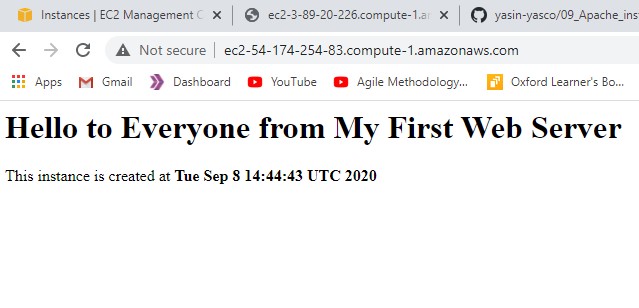 Instances | EC2 Management C
ec2-3-89-20-226.compute-1.a
yasin-yasco/09_Apache_ins
Not secure | ec2-54-174-254-83.compute-1.amazonaws.com
Apps Gmail Dashboard YouTube Agile Methodology... Oxford Learner's Bo...
Hello to Everyone from My First Web Server
This instance is created at Tue Sep 8 14:44:43 UTC 2020